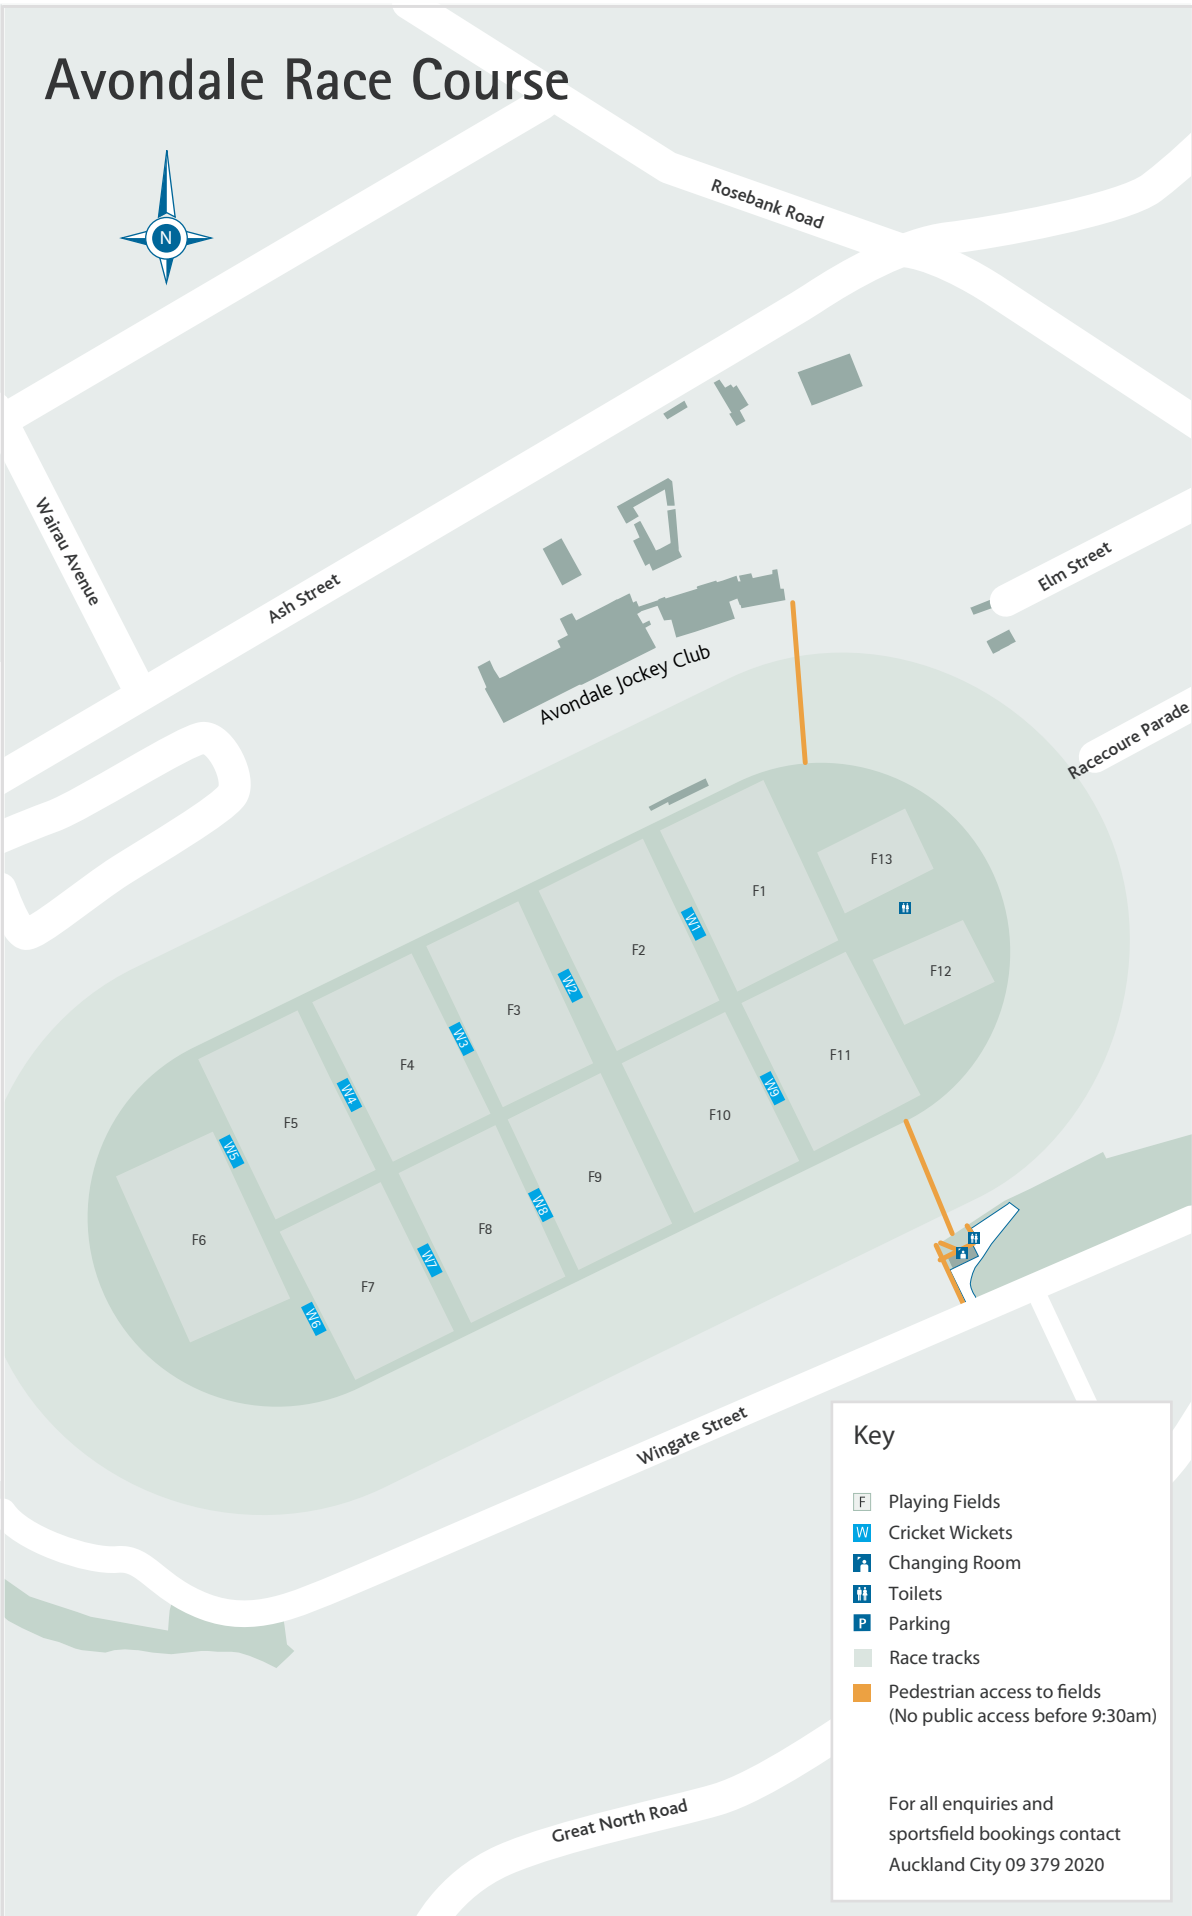 Avondale Race Course
N
Rosebank Road
Wairau Avenue
Ash Street
Elm Street
Avondale Jockey Club
Racecoure Parade
F13
F1
W1
F2
F12
W2
F3
W3
F11
F4
W4
W9
F10
F5
W5
F9
W8
F8
F6
W7
F7
W6
Wingate Street
Great North Road
Key
F Playing Fields
W Cricket Wickets
Changing Room
Toilets
P Parking
Race tracks
Pedestrian access to fields
(No public access before 9:30am)
For all enquiries and
sportsfield bookings contact
Auckland City 09 379 2020